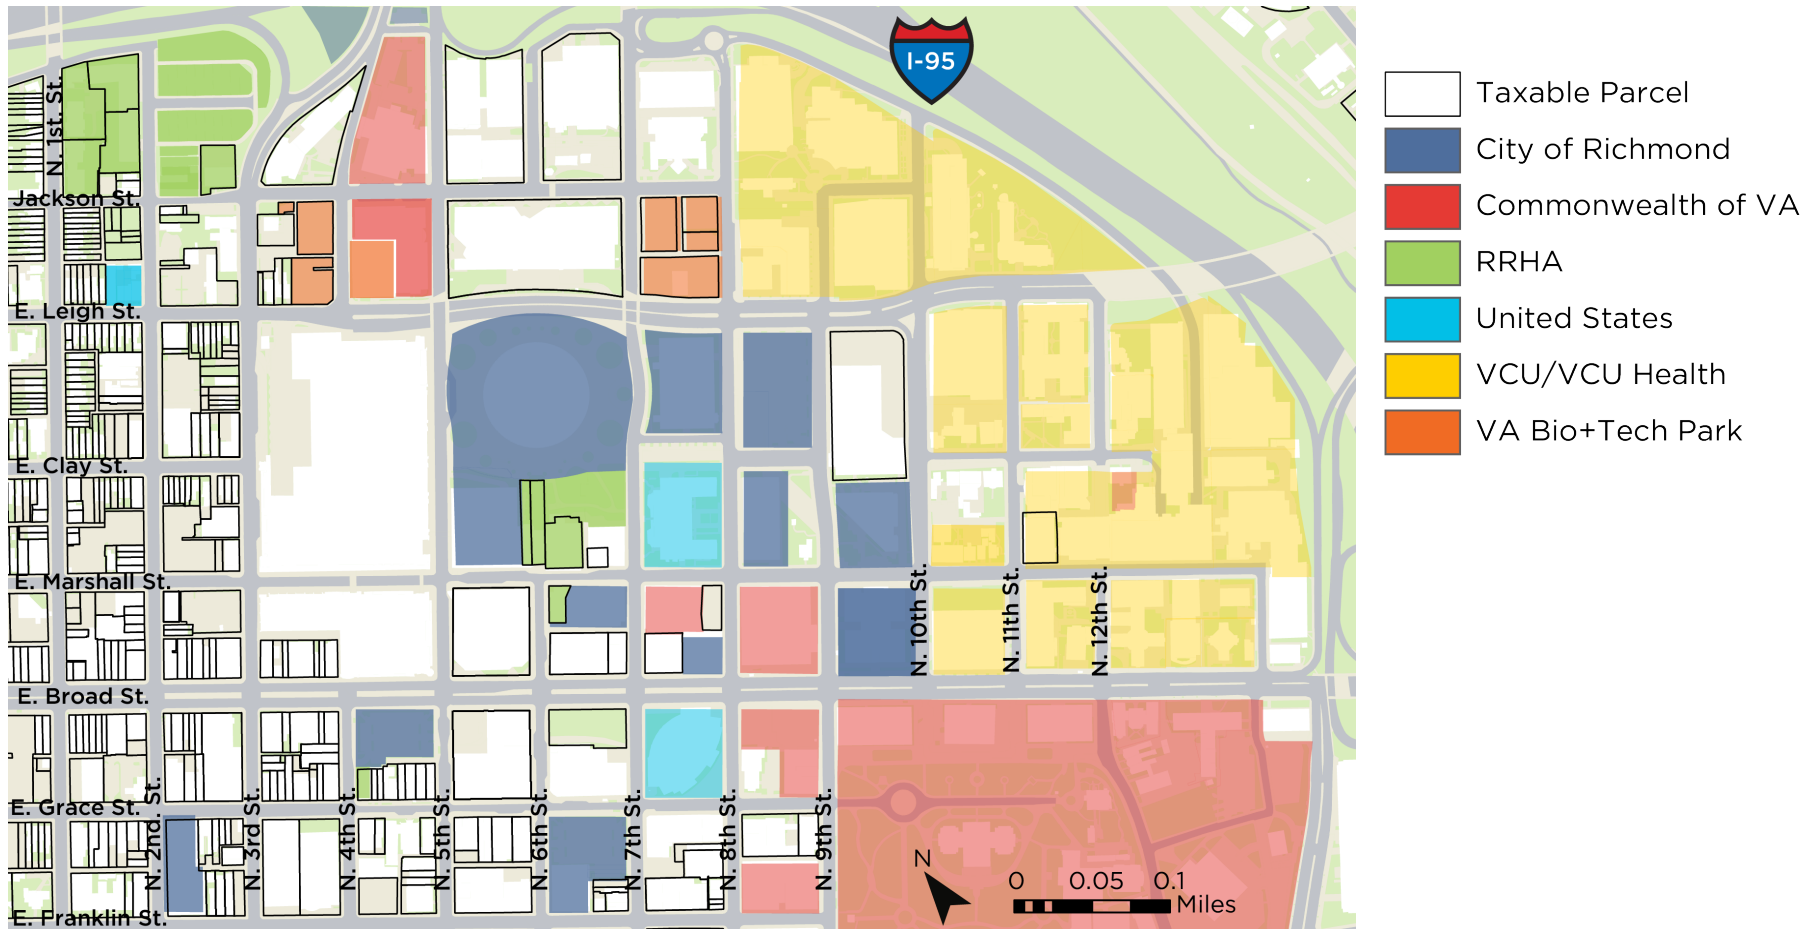 I-95
Taxable Parcel
City of Richmond
Commonwealth of VA
RRHA
United States
VCU/VCU Health
VA Bio+Tech Park
N. 1st. St.
Jackson St.
E. Leigh St.
E. Clay St.
E. Marshall St.
N. 10th St.
N. 11th St.
N. 12th St.
E. Broad St.
E. Grace St.
N. 2nd. St.
N. 3rd St.
N. 4th St.
N. 5th St.
N. 6th St.
N. 7th St.
N. 8th St.
N. 9th St.
E. Franklin St.
N
0 0.05 0.1
Miles